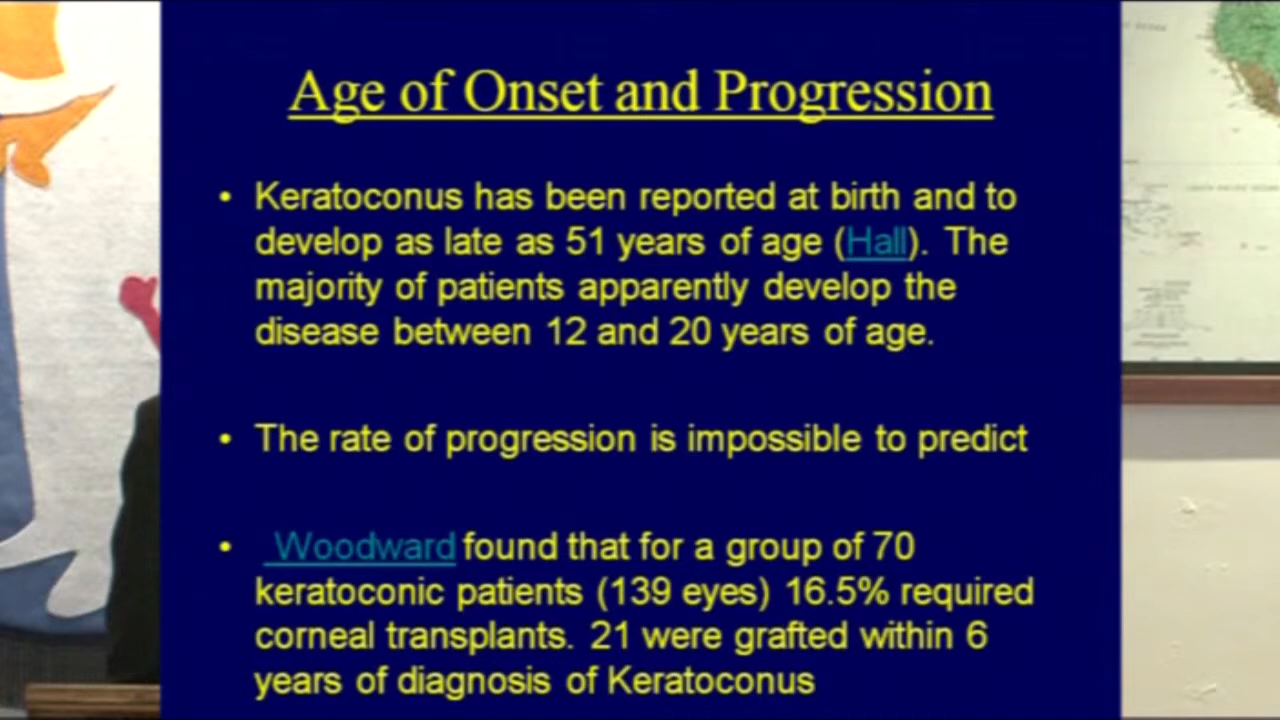 Age of Onset and Progression
• Keratoconus has been reported at birth and to
develop as late as 51 years of age (Hall). The
majority of patients apparently develop the
disease between 12 and 20 years of age.
• The rate of progression is impossible to predict
• Woodward found that for a group of 70
keratoconic patients (139 eyes) 16.5% required
corneal transplants. 21 were grafted within 6
years of diagnosis of Keratoconus